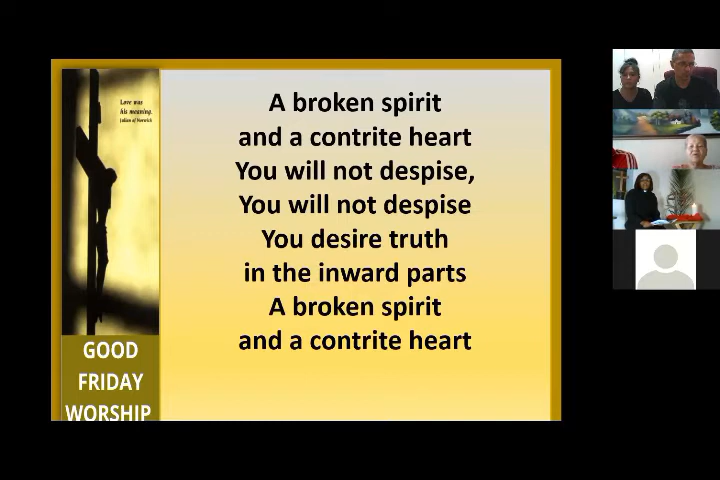 Love was
his meaning.
(Julian of Norwich)
A broken spirit
and a contrite heart
You will not despise,
You will not despise
You desire truth
in the inward parts
A broken spirit
and a contrite heart
GOOD
FRIDAY
WORSHIP